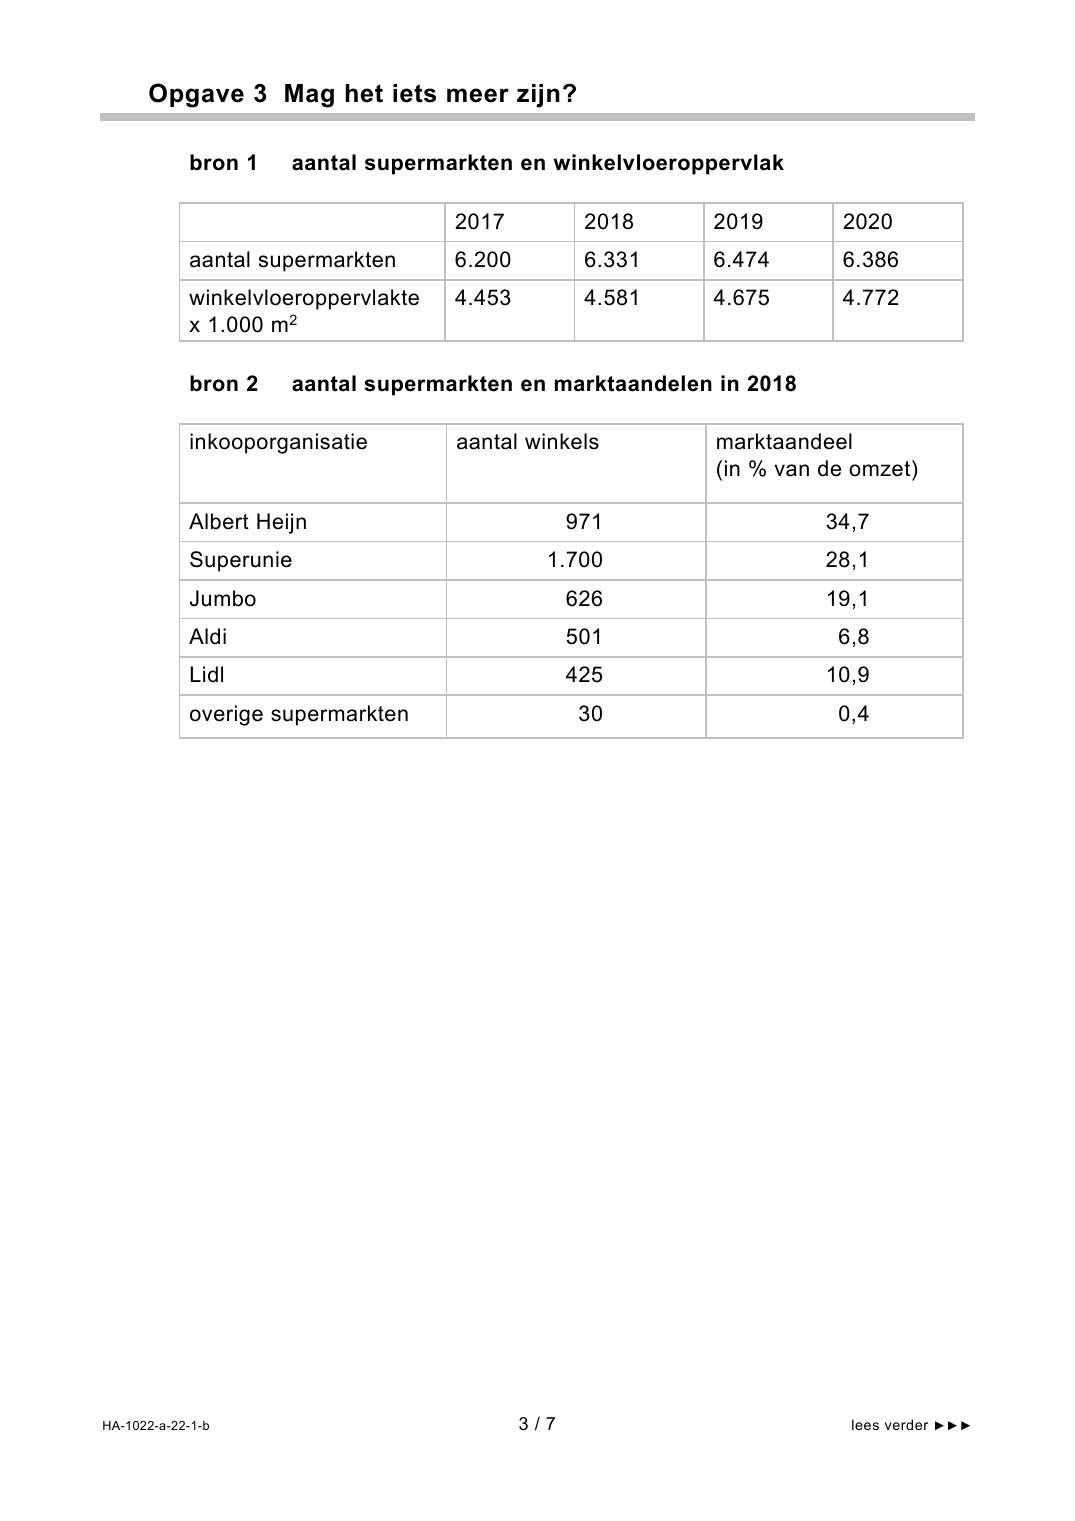 Opgave 3 Mag het iets meer zijn?
bron 1 aantal supermarkten en winkelvloeroppervlak
2017 2018 2019 2020
aantal supermarkten 6.200 6.331 6.474 6.386
winkelvloeroppervlakte 4.453 4.581 4.675 4.772
x 1.000 m²
bron 2 aantal supermarkten en marktaandelen in 2018
inkooporganisatie aantal winkels marktaandeel
(in % van de omzet)
Albert Heijn 971 34,7
Superunie 1.700 28,1
Jumbo 626 19,1
Aldi 501 6,8
Lidl 425 10,9
overige supermarkten 30 0,4
HA-1022-a-22-1-b 3 / 7 lees verder ►►►